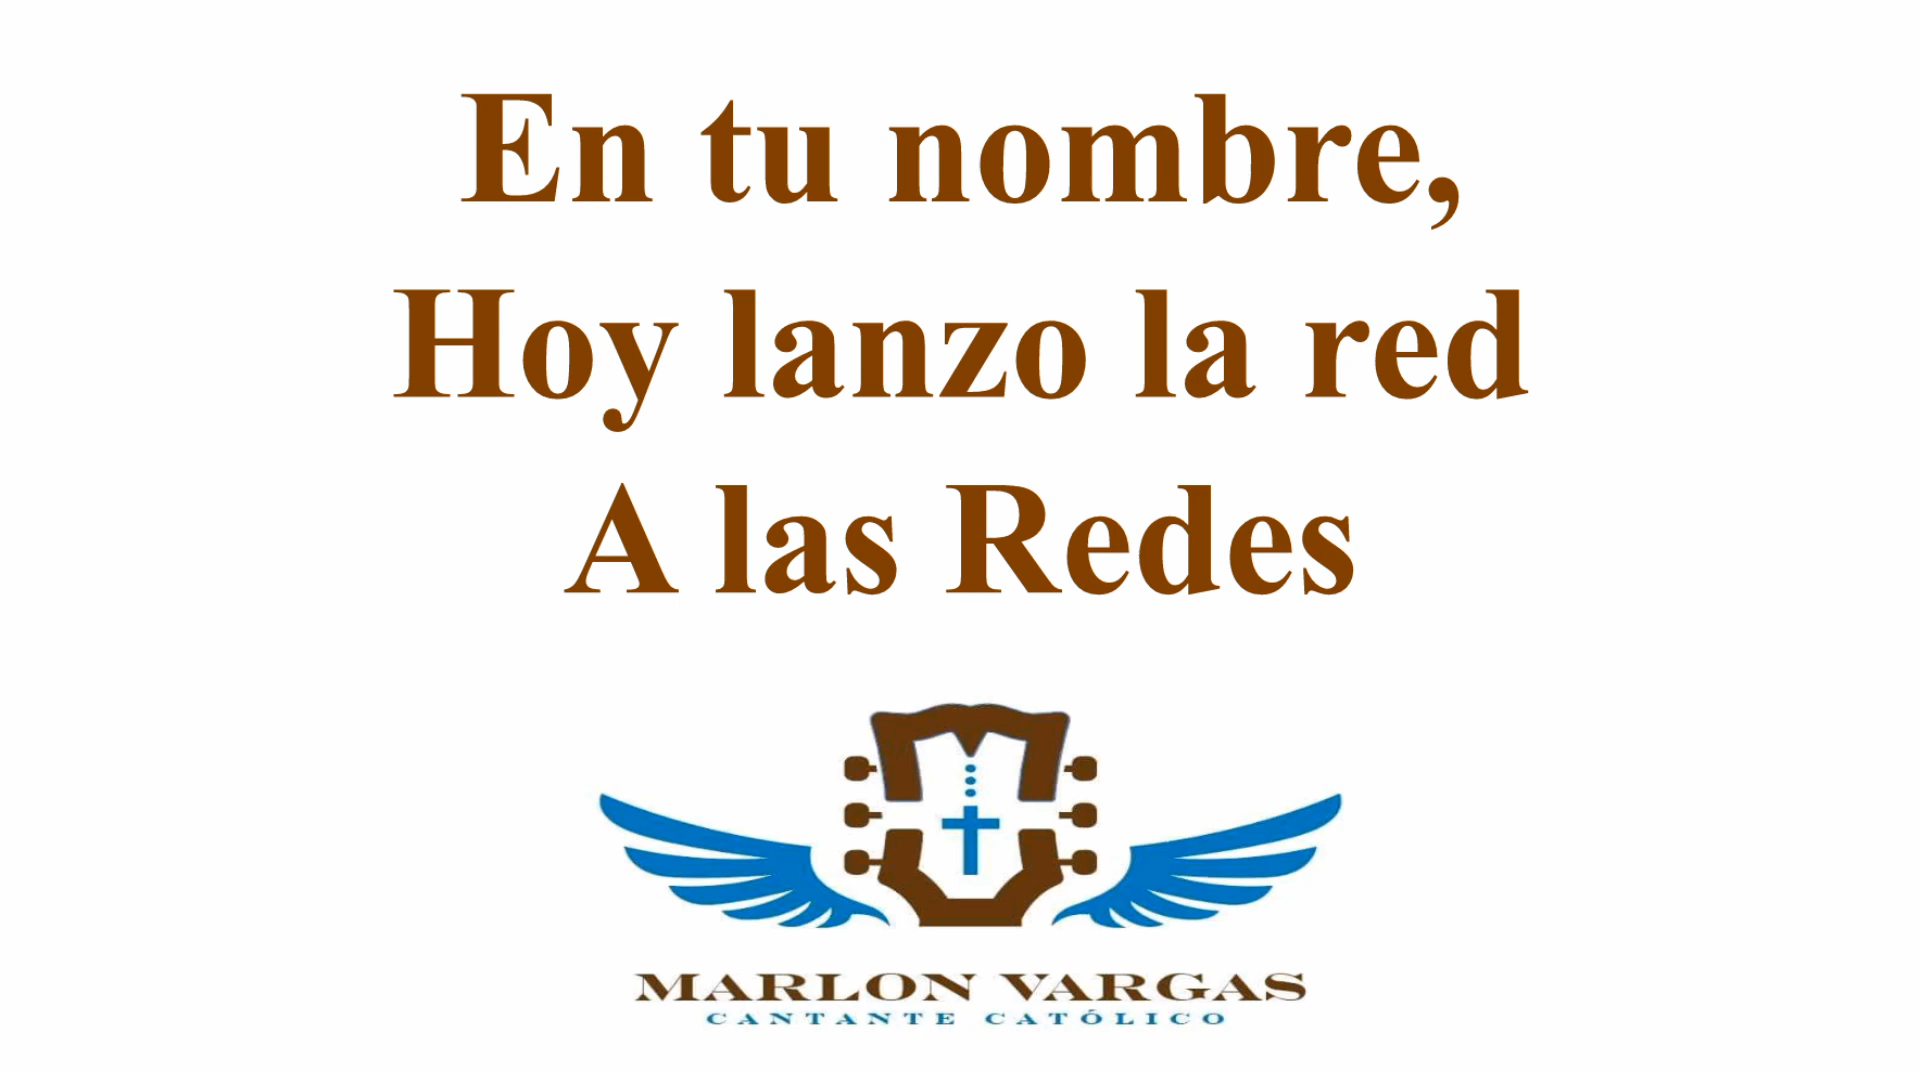 En tu nombre,
Hoy lanzo la red
A las Redes
MARLON VARGAS
CANTANTE CATÓLICO